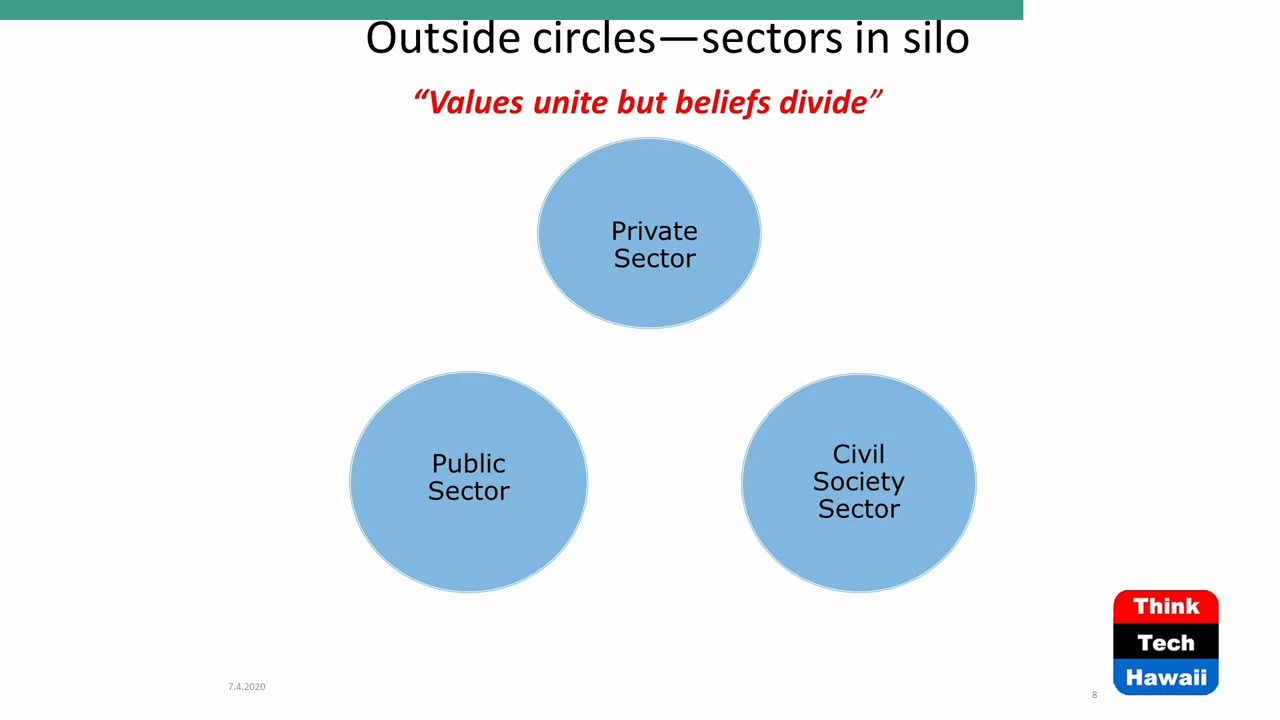 Outside circles—sectors in silo
“Values unite but beliefs divide”
Private
Sector
Public
Sector
Civil
Society
Sector
7.4.2020
8
Think
Tech
Hawaii